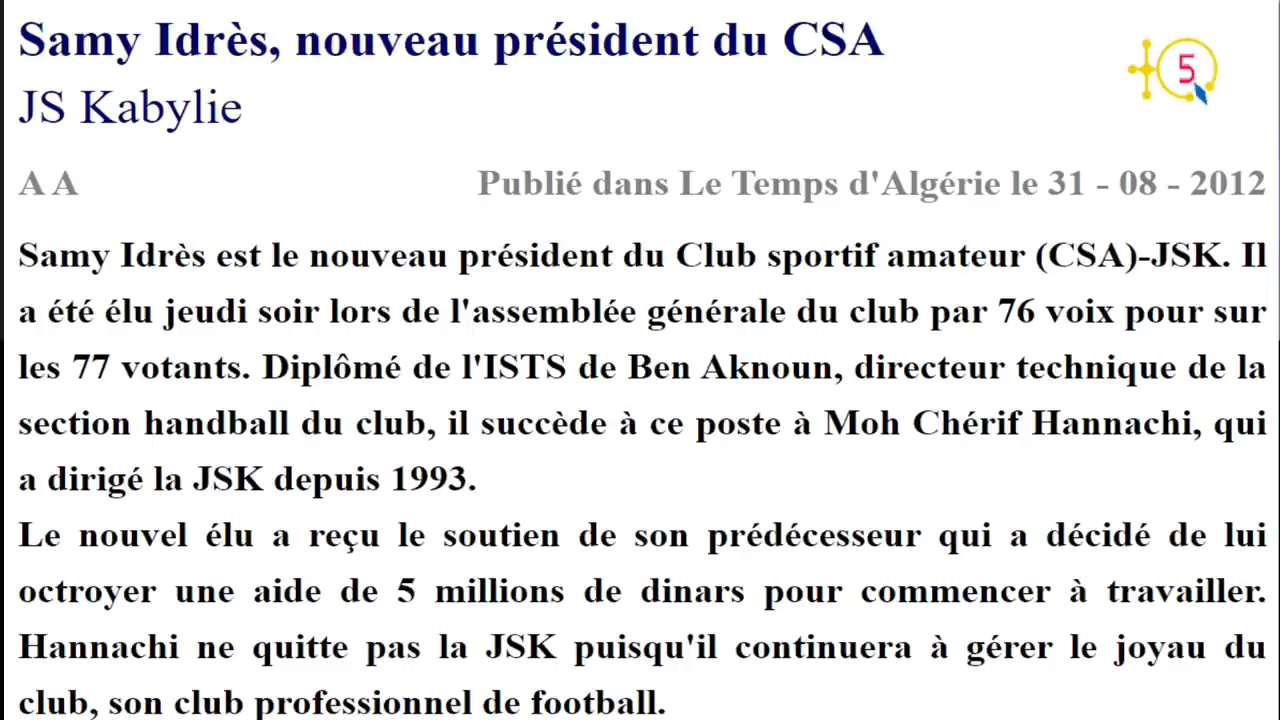 Samy Idrès, nouveau président du CSA
JS Kabylie
5
A A
Publié dans Le Temps d'Algérie le 31 - 08 - 2012
Samy Idrès est le nouveau président du Club sportif amateur (CSA)-JSK. Il
a été élu jeudi soir lors de l'assemblée générale du club par 76 voix pour sur
les 77 votants. Diplômé de l'ISTS de Ben Aknoun, directeur technique de la
section handball du club, il succède à ce poste à Moh Chérif Hannachi, qui
a dirigé la JSK depuis 1993.
Le nouvel élu a reçu le soutien de son prédécesseur qui a décidé de lui
octroyer une aide de 5 millions de dinars pour commencer à travailler.
Hannachi ne quitte pas la JSK puisqu'il continuera à gérer le joyau du
club, son club professionnel de football.